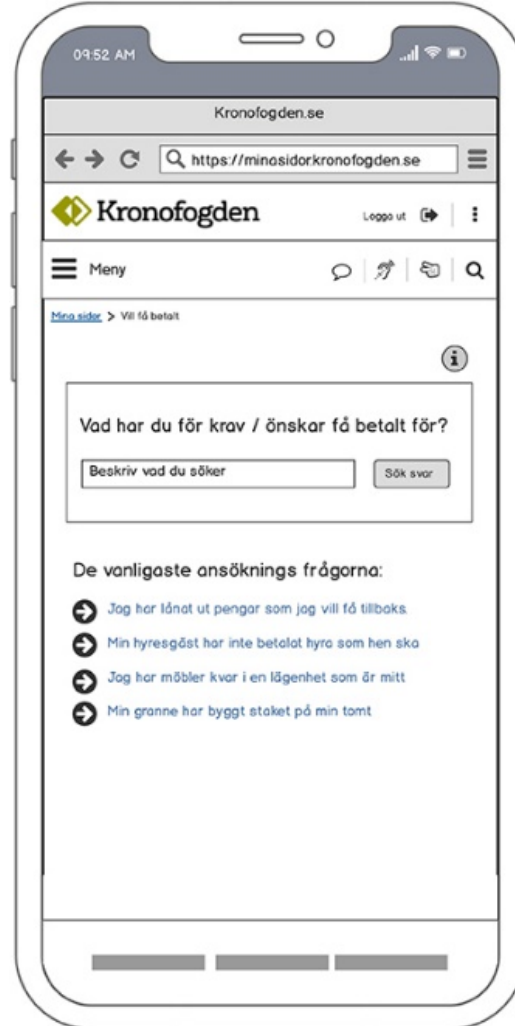 09:52 AM
Kronofogden.se
https://minasidor.kronofogden.se
Kronofogden
Logga ut
Meny
Mina sidor > Vill få betalt
Vad har du för krav / önskar få betalt för?
Beskriv vad du söker
Sök svar
De vanligaste ansöknings frågorna:
Jag har lånat ut pengar som jag vill få tillbaks.
Min hyresgäst har inte betalat hyra som hen ska
Jag har möbler kvar i en lägenhet som är mitt
Min granne har byggt staket på min tomt